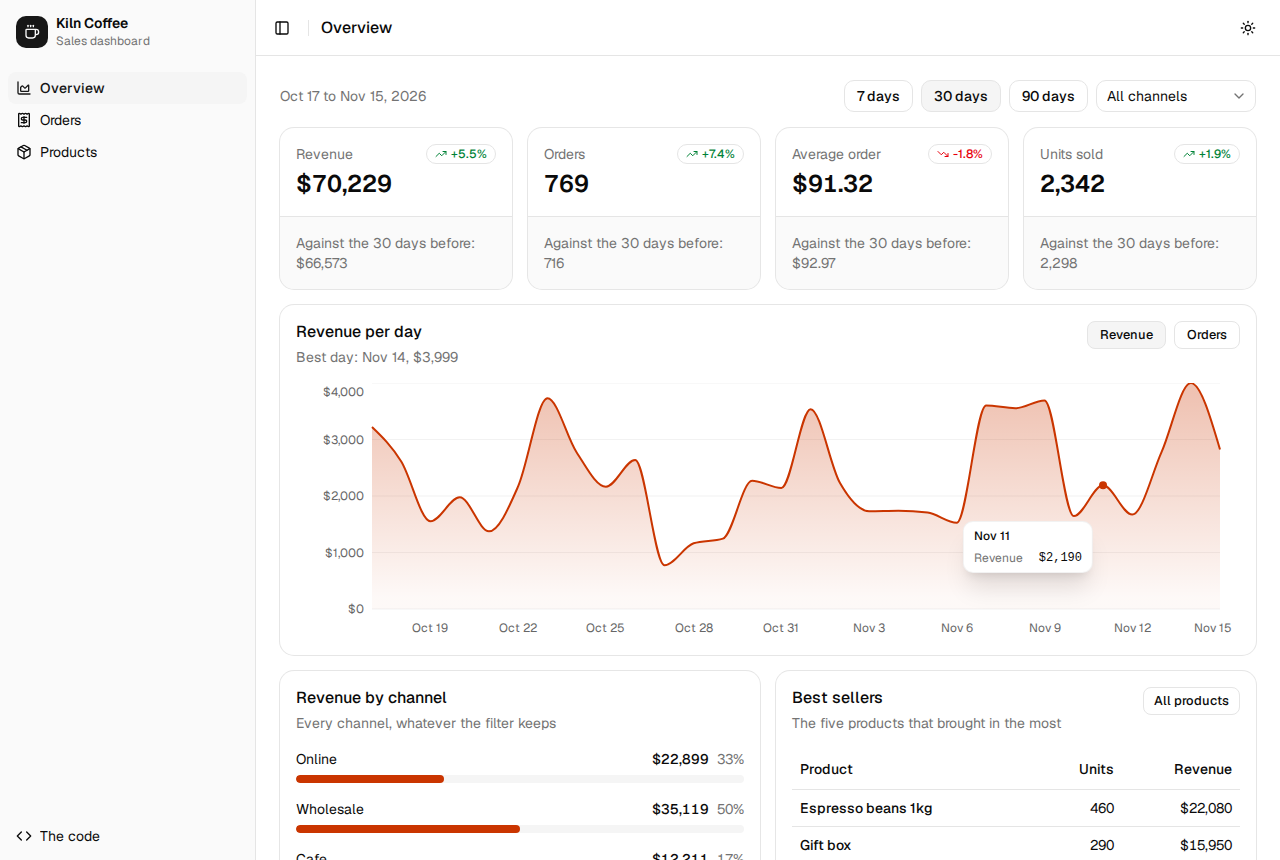 Kiln Coffee
Sales dashboard
Overview
Orders
Products
The code
Overview
Oct 17 to Nov 15, 2026
7 days
30 days
90 days
All channels
Revenue
+5.5%
$70,229
Against the 30 days before:
$66,573
Orders
+7.4%
769
Against the 30 days before:
716
Average order
-1.8%
$91.32
Against the 30 days before:
$92.97
Units sold
+1.9%
2,342
Against the 30 days before:
2,298
Revenue per day
Best day: Nov 14, $3,999
Revenue
Orders
$4,000
$3,000
$2,000
$1,000
$0
Nov 11
Revenue $2,190
Oct 19 Oct 22 Oct 25 Oct 28 Oct 31 Nov 3 Nov 6 Nov 9 Nov 12 Nov 15
Revenue by channel
Every channel, whatever the filter keeps
Online $22,899 33%
Wholesale $35,119 50%
Cafe $12,211 17%
Best sellers
The five products that brought in the most
All products
Product Units Revenue
Espresso beans 1kg 460 $22,080
Gift box 290 $15,950